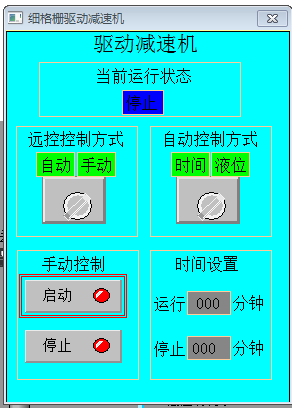 细格栅驱动减速机
驱动减速机
当前运行状态
停止
远控控制方式
自动 手动
自动控制方式
时间 液位
手动控制
启动
停止
时间设置
运行 000 分钟
停止 000 分钟